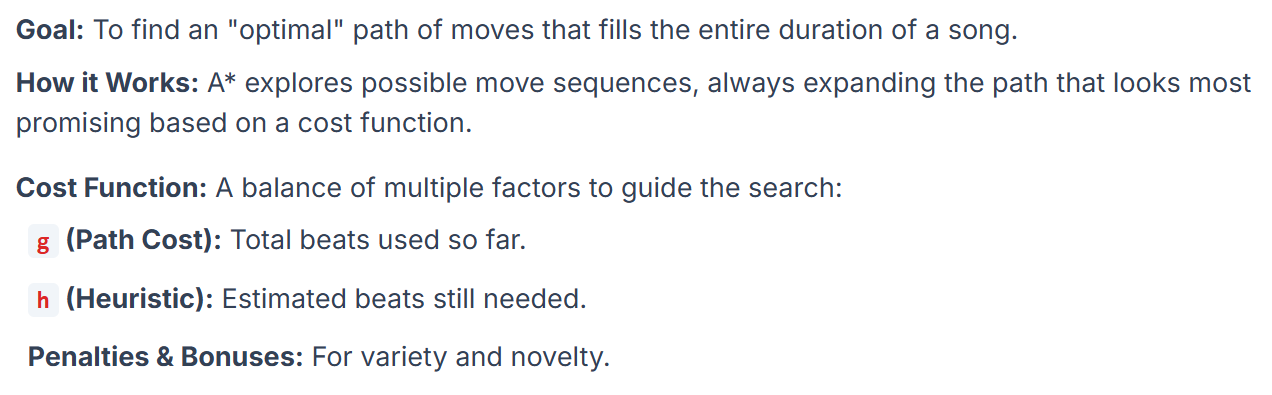 Goal: To find an "optimal" path of moves that fills the entire duration of a song.
How it Works: A* explores possible move sequences, always expanding the path that looks most
promising based on a cost function.
Cost Function: A balance of multiple factors to guide the search:
g (Path Cost): Total beats used so far.
h (Heuristic): Estimated beats still needed.
Penalties & Bonuses: For variety and novelty.